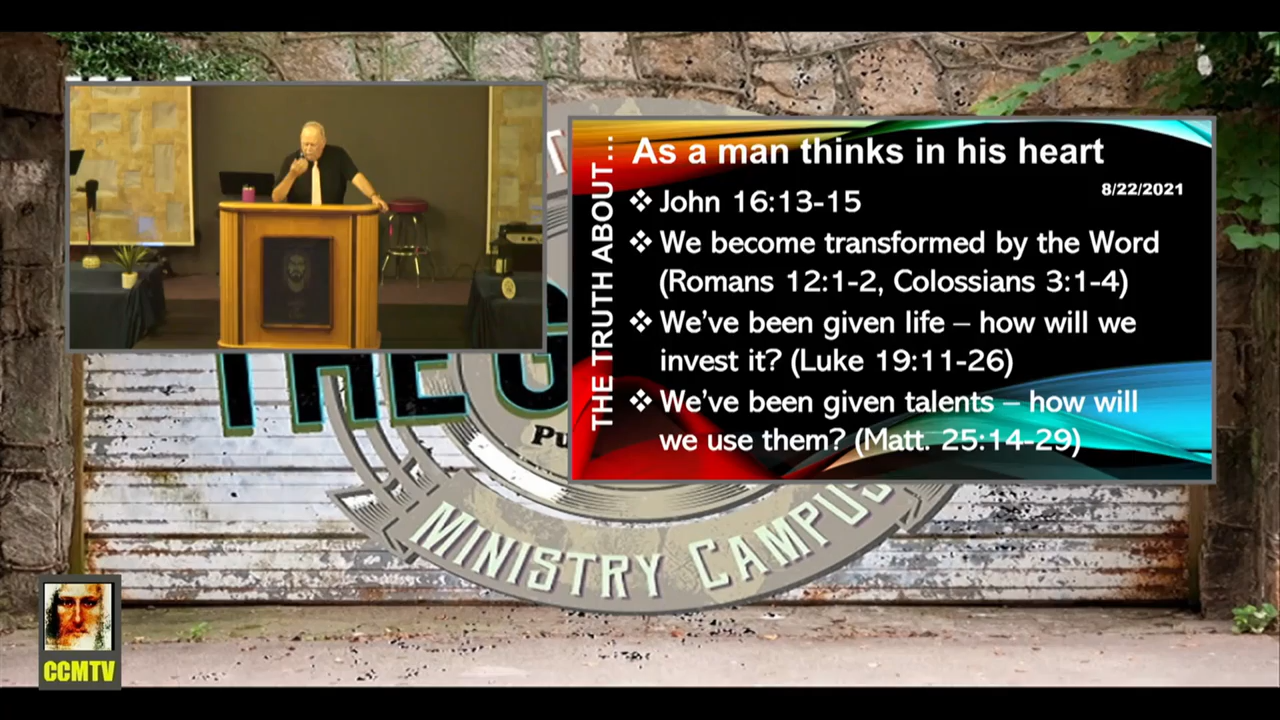 As a man thinks in his heart
8/22/2021
THE TRUTH ABOUT...
❖ John 16:13-15
❖ We become transformed by the Word
(Romans 12:1-2, Colossians 3:1-4)
❖ We've been given life – how will we
invest it? (Luke 19:11-26)
❖ We've been given talents – how will
we use them? (Matt. 25:14-29)
THE
MINISTRY CAMPUS
CCMTV